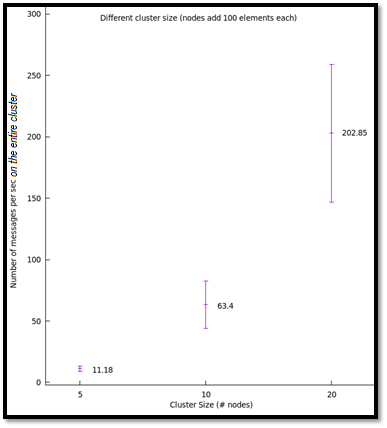 Different cluster size (nodes add 100 elements each)
300
250
200
150
100
50
0
Number of messages per sec on the entire cluster
202.85
63.4
11.18
5 10 20
Cluster Size (# nodes)